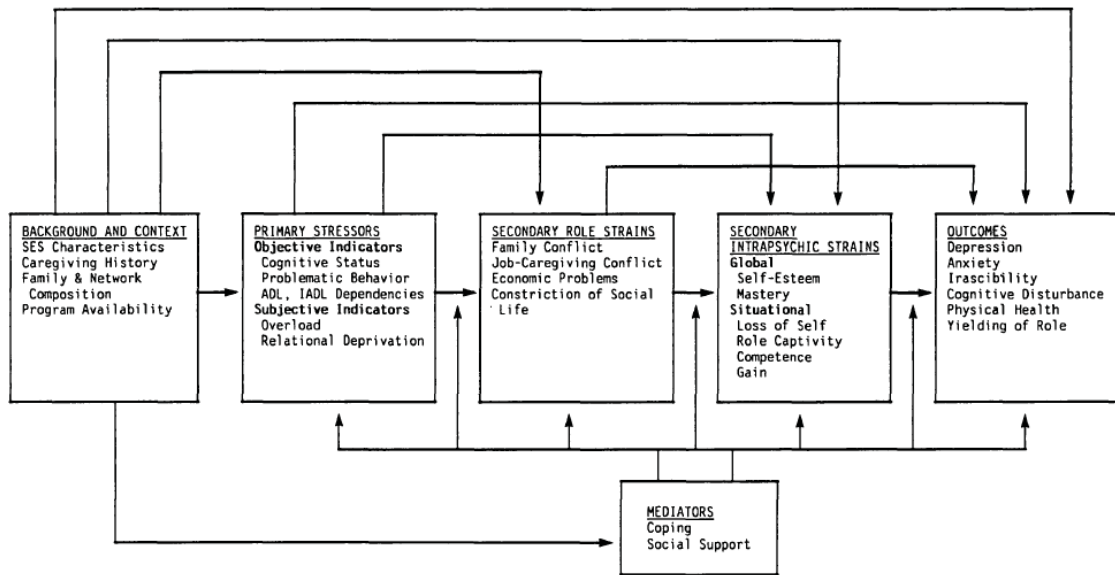 BACKGROUND AND CONTEXT
SES Characteristics
Caregiving History
Family & Network
Composition
Program Availability
PRIMARY STRESSORS
Objective Indicators
Cognitive Status
Problematic Behavior
ADL, IADL Dependencies
Subjective Indicators
Overload
Relational Deprivation
SECONDARY ROLE STRAINS
Family Conflict
Job-Caregiving Conflict
Economic Problems
Constriction of Social
Life
SECONDARY
INTRAPSYCHIC STRAINS
Global
Self-Esteem
Mastery
Situational
Loss of Self
Role Captivity
Competence
Gain
OUTCOMES
Depression
Anxiety
Irascibility
Cognitive Disturbance
Physical Health
Yielding of Role
MEDIATORS
Coping
Social Support